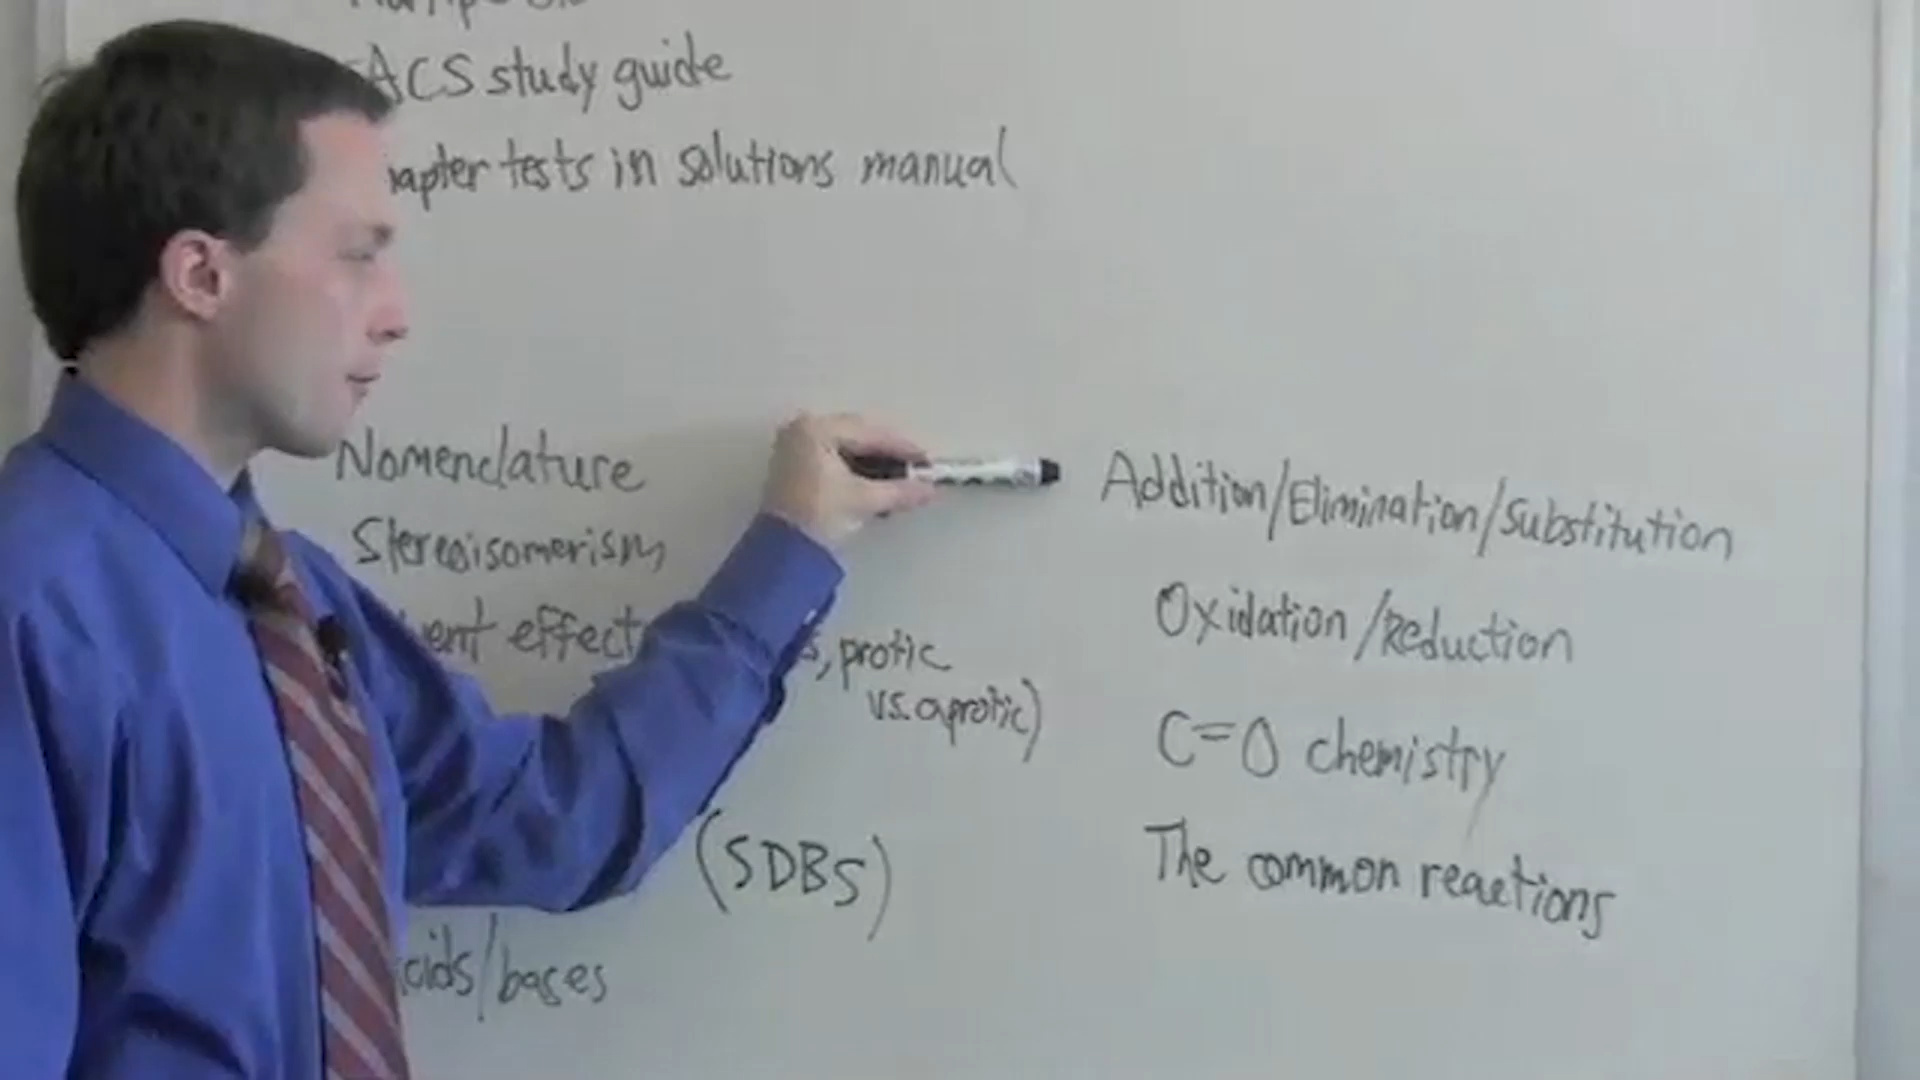 ACS study guide
apter tests in solutions manual
Nomenclature
Stereoisomerism
vent effect s, protic
vs. aprotic)
(SDBS)
cids/bases
Addition/Elimination/Substitution
Oxidation/Reduction
C=O chemistry
The common reactions